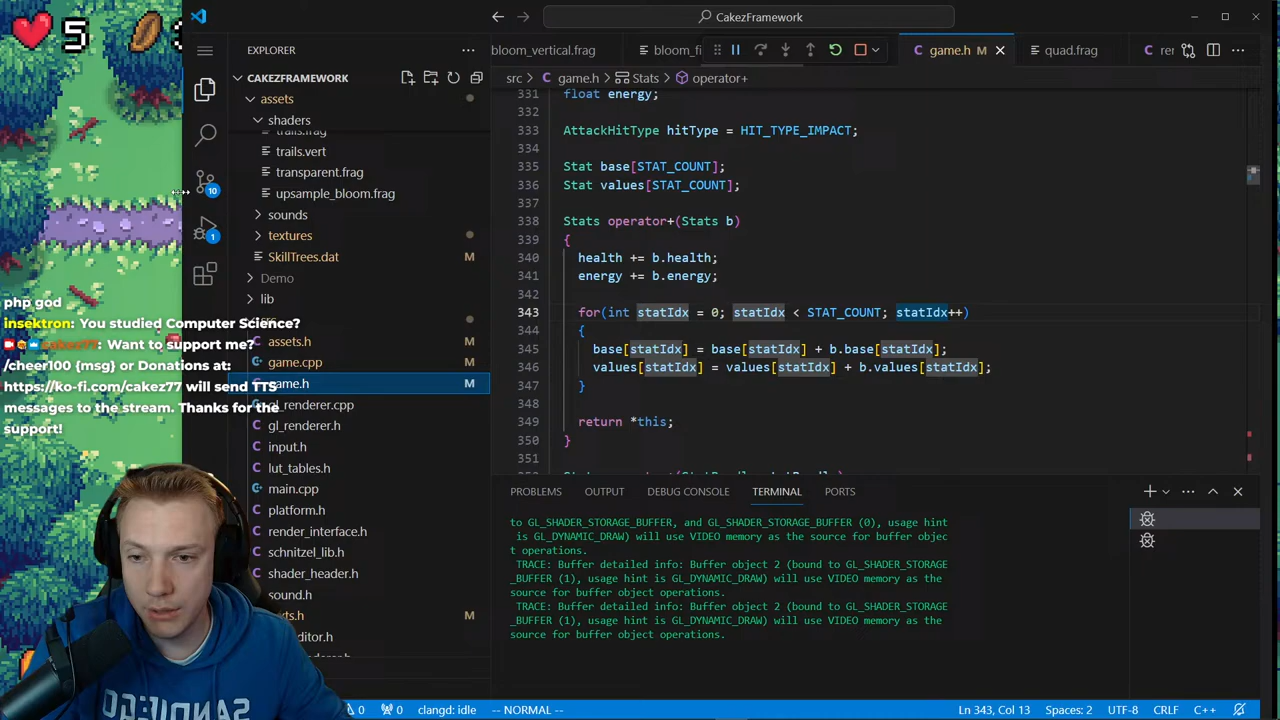 5
CakezFramework
EXPLORER
bloom_vertical.frag
bloom_fi
game.h M
quad.frag
CAKEZFRAMEWORK
src > game.h > Stats > operator+
assets
shaders
trails.frag
trails.vert
transparent.frag
upsample_bloom.frag
sounds
textures
SkillTrees.dat M
Demo
lib
assets.h M
game.cpp M
game.h M
gl_renderer.cpp
gl_renderer.h
input.h
lut_tables.h
main.cpp
platform.h
render_interface.h
schnitzel_lib.h
shader_header.h
sound.h
M
10
1
php god
insektron: You studied Computer Science?
cakez77: Want to support me?
/cheer100 {msg} or Donations at:
https://ko-fi.com/cakez77 will send TTS
messages to the stream. Thanks for the
support!
331 float energy;
332
333 AttackHitType hitType = HIT_TYPE_IMPACT;
334
335 Stat base[STAT_COUNT];
336 Stat values[STAT_COUNT];
337
338 Stats operator+(Stats b)
339 {
340 health += b.health;
341 energy += b.energy;
342
343 for(int statIdx = 0; statIdx < STAT_COUNT; statIdx++)
344 {
345 base[statIdx] = base[statIdx] + b.base[statIdx];
346 values[statIdx] = values[statIdx] + b.values[statIdx];
347 }
348
349 return *this;
350 }
351
PROBLEMS OUTPUT DEBUG CONSOLE TERMINAL PORTS
to GL_SHADER_STORAGE_BUFFER, and GL_SHADER_STORAGE_BUFFER (0), usage hint
is GL_DYNAMIC_DRAW) will use VIDEO memory as the source for buffer objec
t operations.
TRACE: Buffer detailed info: Buffer object 2 (bound to GL_SHADER_STORAGE
_BUFFER (1), usage hint is GL_DYNAMIC_DRAW) will use VIDEO memory as the
source for buffer object operations.
TRACE: Buffer detailed info: Buffer object 2 (bound to GL_SHADER_STORAGE
_BUFFER (1), usage hint is GL_DYNAMIC_DRAW) will use VIDEO memory as the
source for buffer object operations.
0 0 clangd: idle -- NORMAL -- Ln 343, Col 13 Spaces: 2 UTF-8 CRLF C++